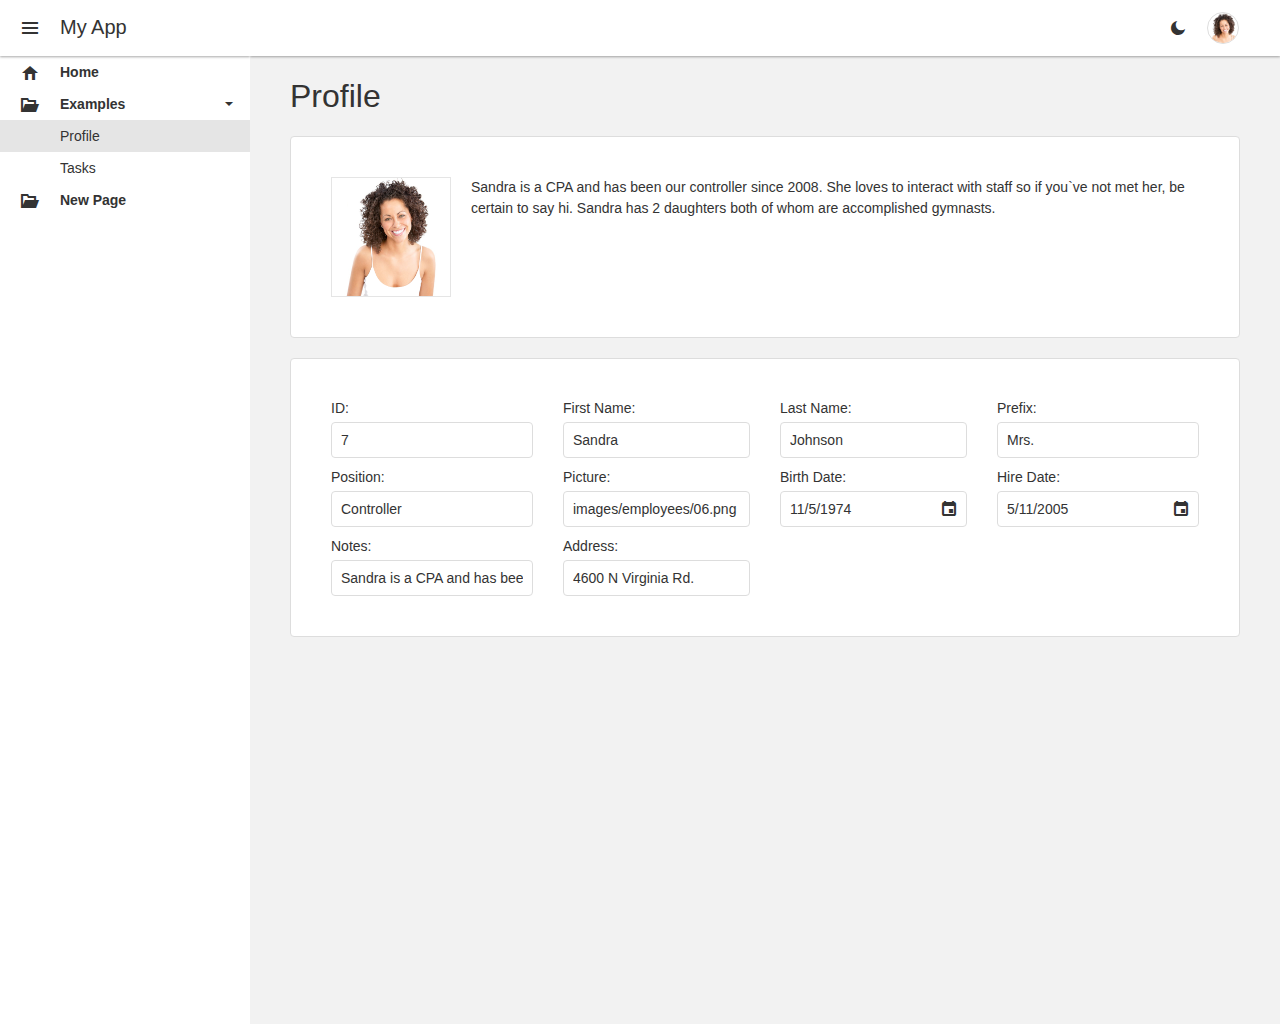 My App
Home
Examples
Profile
Tasks
New Page
Profile
Sandra is a CPA and has been our controller since 2008. She loves to interact with staff so if you`ve not met her, be
certain to say hi. Sandra has 2 daughters both of whom are accomplished gymnasts.
ID: First Name: Last Name: Prefix:
7 Sandra Johnson Mrs.
Position: Picture: Birth Date: Hire Date:
Controller images/employees/06.png 11/5/1974 5/11/2005
Notes: Address:
Sandra is a CPA and has bee 4600 N Virginia Rd.